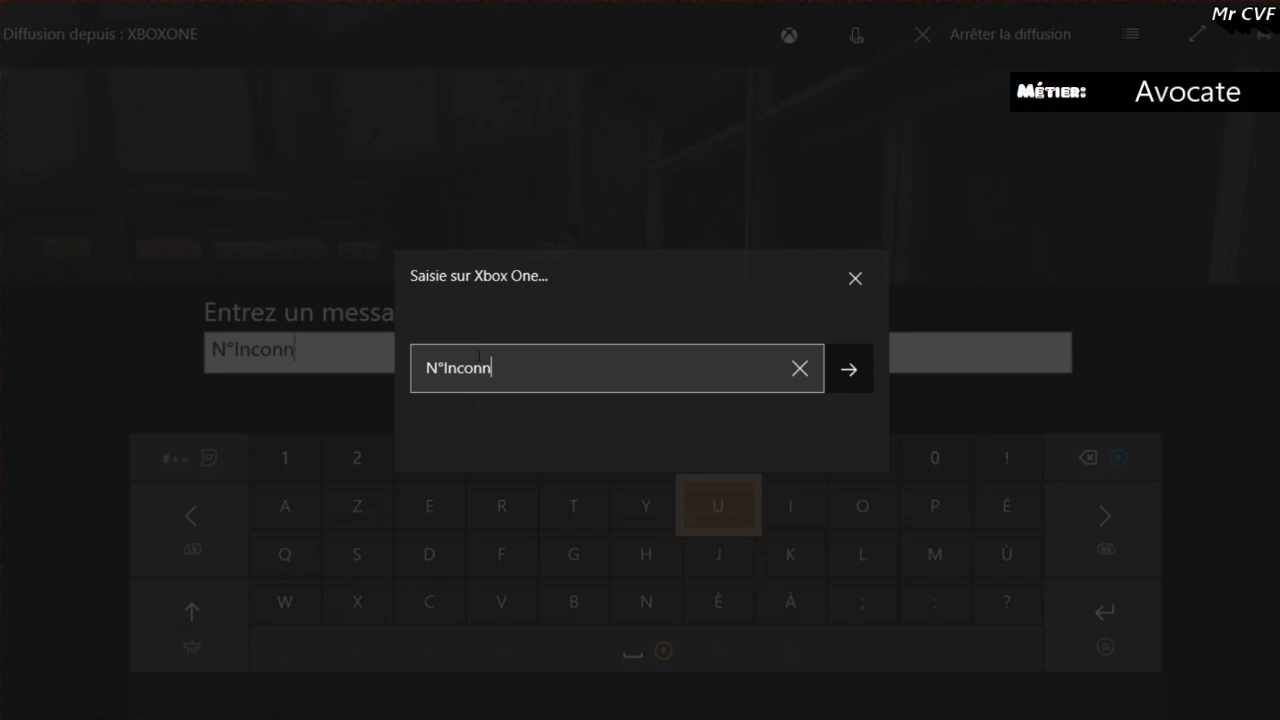 Mr CVF
Diffusion depuis : XBOXONE
Arrêter la diffusion
MÉTIER: Avocate
Saisie sur Xbox One...
Entrez un messa
N°Inconn
N°Inconn
#+=
1 2 0 !
A Z E R T Y U I O P É
Q S D F G H J K L M Ù
W X C V B N È À ; : ?
Y